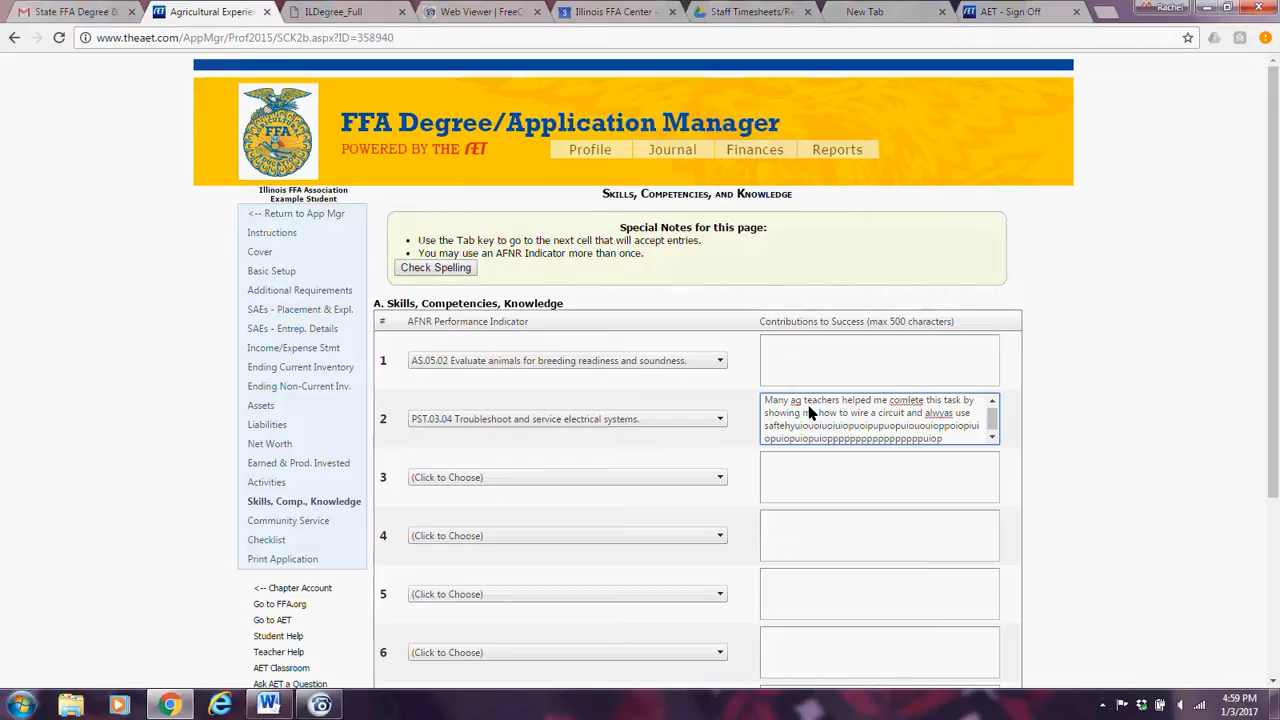 State FFA Degree &
Agricultural Experie
ILDegree_Full
Web Viewer | FreeC
Illinois FFA Center -
Staff Timesheets/Re
New Tab
AET - Sign Off
Rachel
www.theaet.com/AppMgr/Prof2015/SCK2b.aspx?ID=358940
FFA Degree/Application Manager
POWERED BY THE AET
Profile
Journal
Finances
Reports
FFA
Illinois FFA Association
Example Student
<-- Return to App Mgr
Instructions
Cover
Basic Setup
Additional Requirements
SAEs - Placement & Expl.
SAEs - Entrep. Details
Income/Expense Stmt
Ending Current Inventory
Ending Non-Current Inv.
Assets
Liabilities
Net Worth
Earned & Prod. Invested
Activities
Skills, Comp., Knowledge
Community Service
Checklist
Print Application
<-- Chapter Account
Go to FFA.org
Go to AET
Student Help
Teacher Help
AET Classroom
Ask AET a Question
Skills, Competencies, and Knowledge
Special Notes for this page:
• Use the Tab key to go to the next cell that will accept entries.
• You may use an AFNR Indicator more than once.
Check Spelling
A. Skills, Competencies, Knowledge
# AFNR Performance Indicator Contributions to Success (max 500 characters)
1 AS.05.02 Evaluate animals for breeding readiness and soundness.
2 PST.03.04 Troubleshoot and service electrical systems.
Many ag teachers helped me comlete this task by
showing how to wire a circuit and alwyas use
3 (Click to Choose)
4 (Click to Choose)
5 (Click to Choose)
6 (Click to Choose)
4:59 PM
1/3/2017